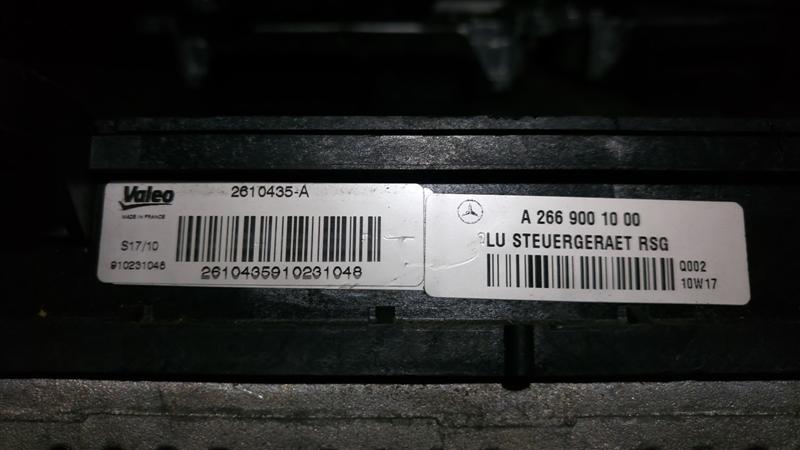 Valeo
MADE IN FRANCE
2610435-A
S17/10
910231048
2610435910231048
A 266 900 10 00
LU STEUERGERAET RSG
Q002
10W17